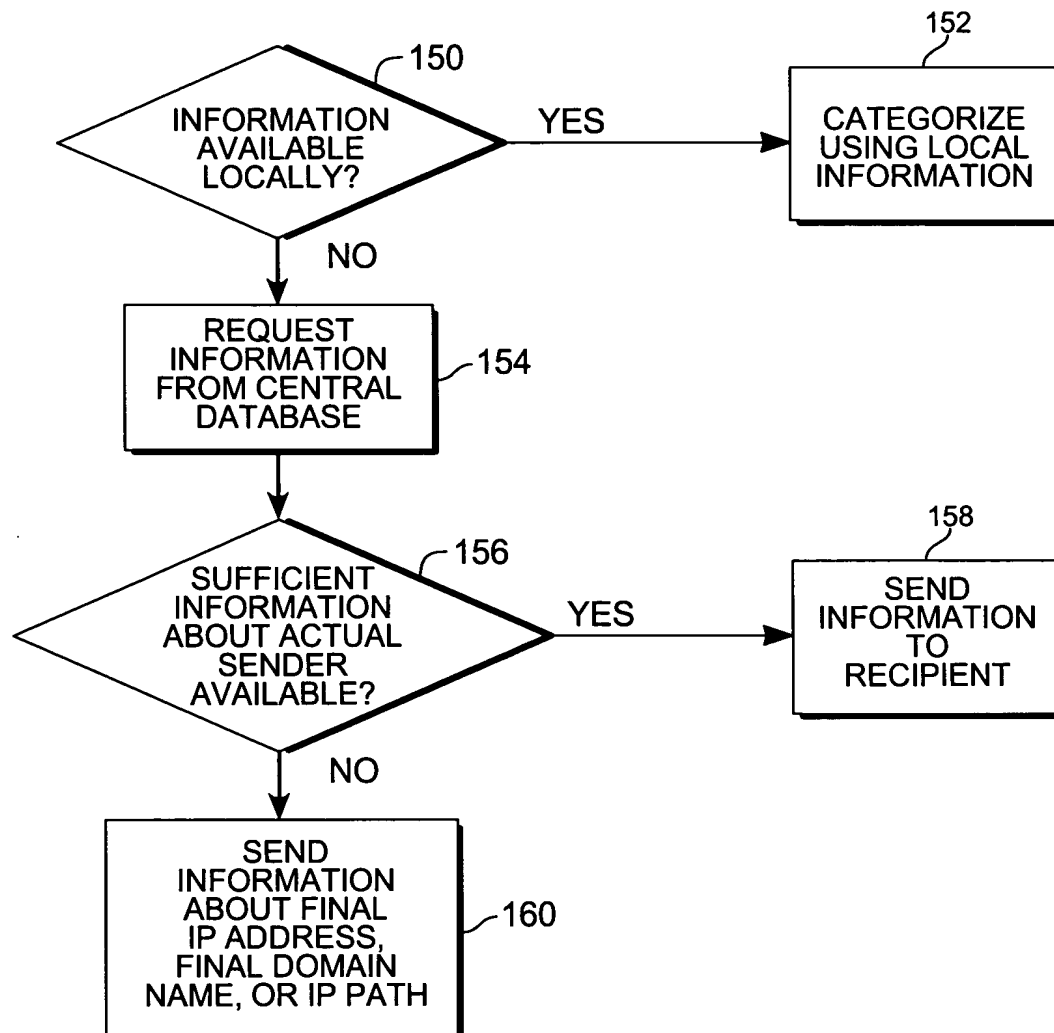 150
INFORMATION
AVAILABLE
LOCALLY?
YES
152
CATEGORIZE
USING LOCAL
INFORMATION
NO
REQUEST
INFORMATION
FROM CENTRAL
DATABASE
154
SUFFICIENT
INFORMATION
ABOUT ACTUAL
SENDER
AVAILABLE?
156
YES
158
SEND
INFORMATION
TO
RECIPIENT
NO
SEND
INFORMATION
ABOUT FINAL
IP ADDRESS,
FINAL DOMAIN
NAME, OR IP PATH
160